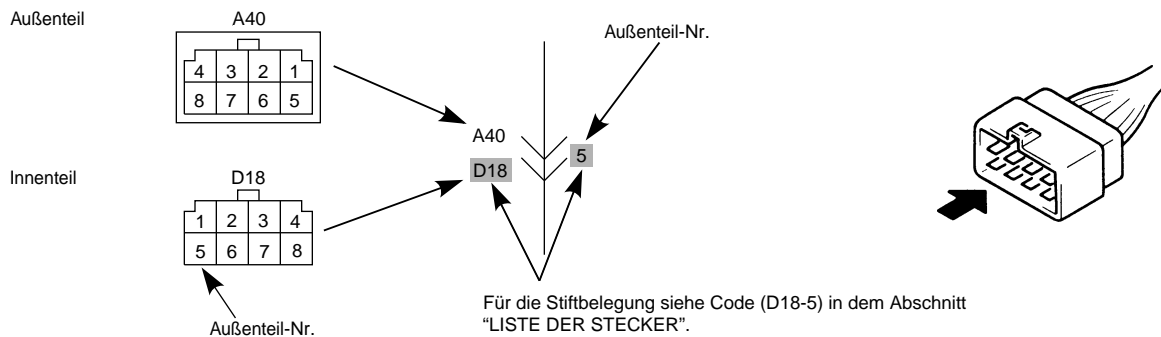 Außenteil
A40
4 3 2 1
8 7 6 5
Außenteil-Nr.
A40
D18
5
Innenteil
D18
1 2 3 4
5 6 7 8
Außenteil-Nr.
Für die Stiftbelegung siehe Code (D18-5) in dem Abschnitt
“LISTE DER STECKER”.